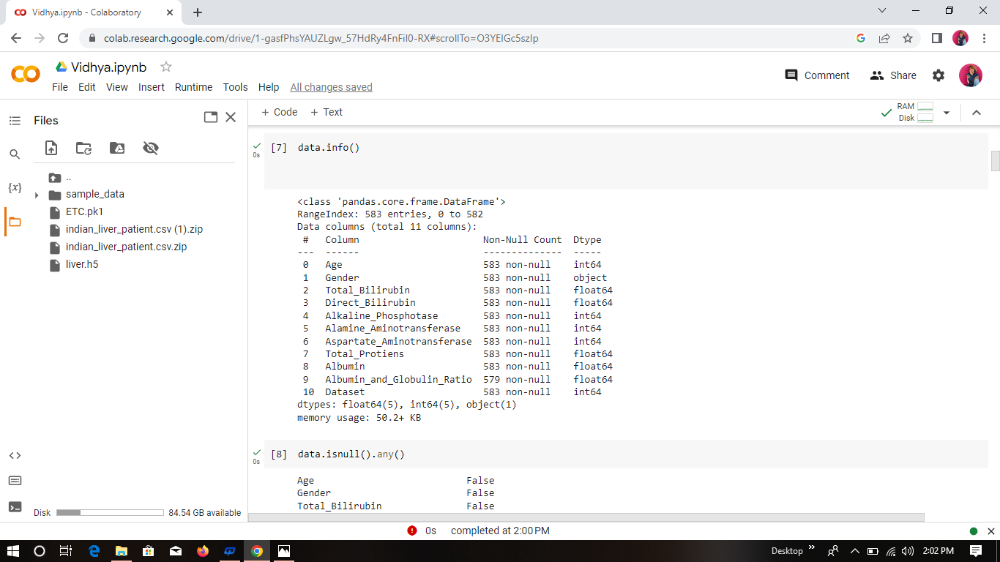 Vidhya.ipynb - Colaboratory
colab.research.google.com/drive/1-gasfPhsYAUZLgw_57HdRy4FnFil0-RX#scrollTo=O3YEIGc5szIp
Vidhya.ipynb
Comment
Share
File Edit View Insert Runtime Tools Help All changes saved
Files
+ Code + Text
RAM
Disk
..
sample_data
ETC.pk1
indian_liver_patient.csv (1).zip
indian_liver_patient.csv.zip
liver.h5
{x}
Disk 84.54 GB available
0s
[7] data.info()
<class 'pandas.core.frame.DataFrame'>
RangeIndex: 583 entries, 0 to 582
Data columns (total 11 columns):
 #   Column                      Non-Null Count  Dtype
---  ------                      --------------  -----
 0   Age                         583 non-null    int64
 1   Gender                      583 non-null    object
 2   Total_Bilirubin             583 non-null    float64
 3   Direct_Bilirubin            583 non-null    float64
 4   Alkaline_Phosphotase        583 non-null    int64
 5   Alamine_Aminotransferase    583 non-null    int64
 6   Aspartate_Aminotransferase  583 non-null    int64
 7   Total_Protiens              583 non-null    float64
 8   Albumin                     583 non-null    float64
 9   Albumin_and_Globulin_Ratio  579 non-null    float64
 10  Dataset                     583 non-null    int64
dtypes: float64(5), int64(5), object(1)
memory usage: 50.2+ KB
0s
[8] data.isnull().any()
Age                           False
Gender                        False
Total_Bilirubin               False
0s completed at 2:00 PM
Desktop
2:02 PM